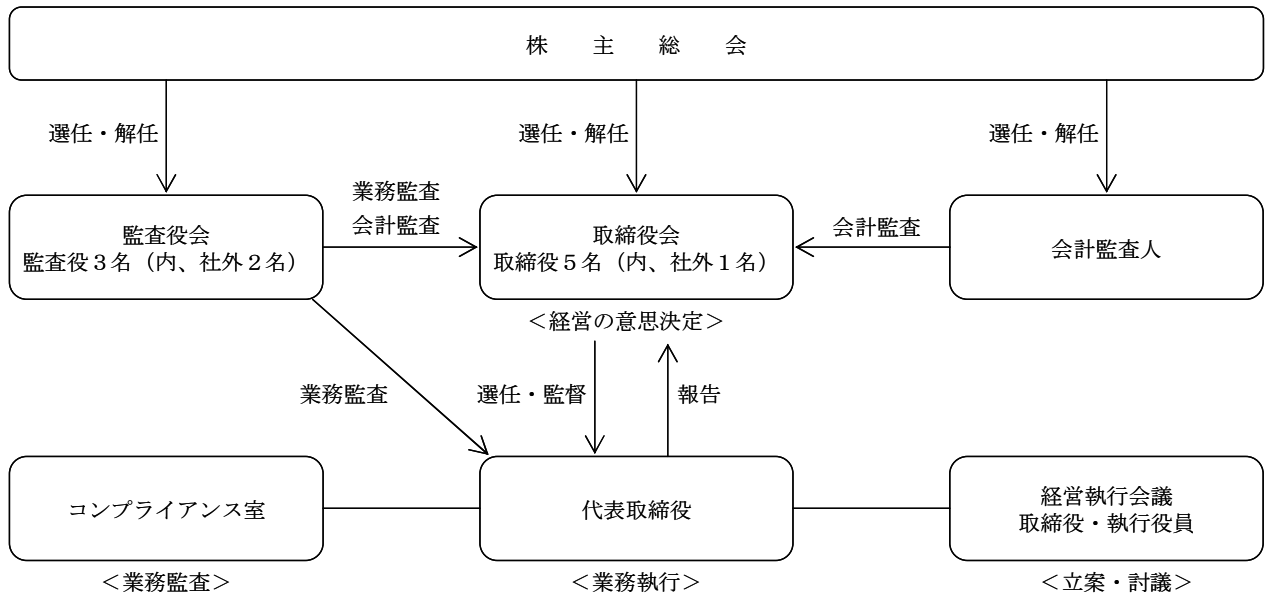 株　主　総　会
選任・解任
選任・解任
選任・解任
業務監査
会計監査
会計監査
監査役会
監査役３名（内、社外２名）
取締役会
取締役５名（内、社外１名）
会計監査人
＜経営の意思決定＞
業務監査
選任・監督
報告
コンプライアンス室
代表取締役
経営執行会議
取締役・執行役員
＜業務監査＞
＜業務執行＞
＜立案・討議＞